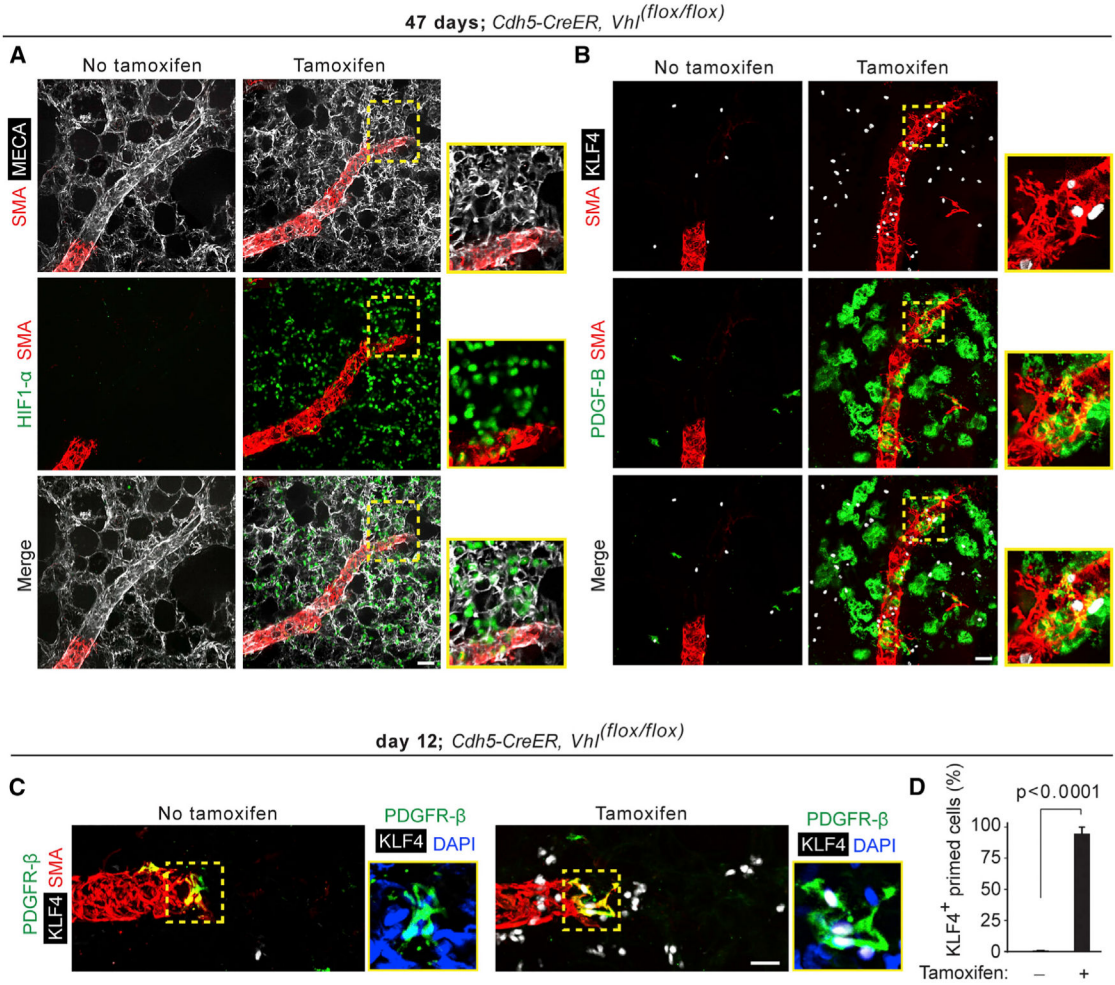 47 days; Cdh5-CreER, Vhl(flox/flox)
A
No tamoxifen
Tamoxifen
SMA MECA
HIF1-α SMA
Merge
B
No tamoxifen
Tamoxifen
SMA KLF4
PDGF-B SMA
Merge
day 12; Cdh5-CreER, Vhl(flox/flox)
C
No tamoxifen
PDGFR-β
KLF4 SMA
PDGFR-β
KLF4 DAPI
Tamoxifen
PDGFR-β
KLF4 DAPI
D
KLF4+ primed cells (%)
p<0.0001
100
75
50
25
0
Tamoxifen: – +